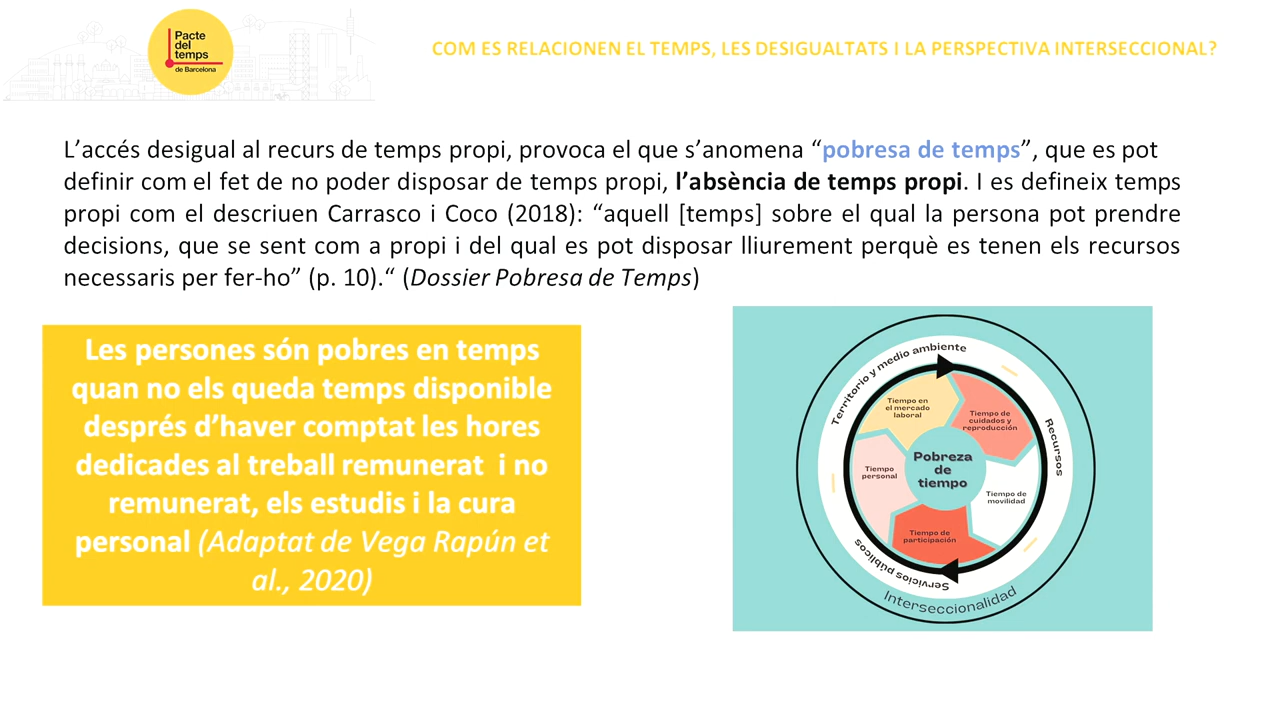 Pacte
del
temps
de Barcelona
COM ES RELACIONEN EL TEMPS, LES DESIGUALTATS I LA PERSPECTIVA INTERSECCIONAL?
L’accés desigual al recurs de temps propi, provoca el que s’anomena “pobresa de temps”, que es pot
definir com el fet de no poder disposar de temps propi, l’absència de temps propi. I es defineix temps
propi com el descriuen Carrasco i Coco (2018): “aquell [temps] sobre el qual la persona pot prendre
decisions, que se sent com a propi i del qual es pot disposar lliurement perquè es tenen els recursos
necessaris per fer-ho” (p. 10).“ (Dossier Pobresa de Temps)
Les persones són pobres en temps
quan no els queda temps disponible
després d’haver comptat les hores
dedicades al treball remunerat i no
remunerat, els estudis i la cura
personal (Adaptat de Vega Rapún et
al., 2020)
Territorio y medio ambiente
Recursos
Servicios públicos
Interseccionalidad
Tiempo en
el mercado
laboral
Tiempo de
cuidados y
reproducción
Tiempo
personal
Pobreza
de
tiempo
Tiempo de
movilidad
Tiempo de
participación